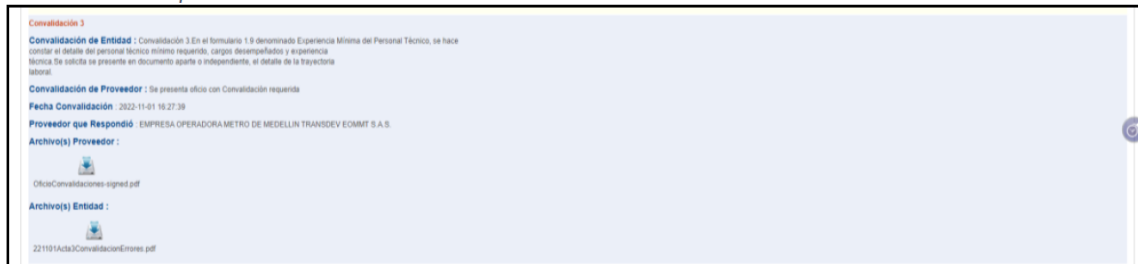 Convalidación 3
Convalidación de Entidad : Convalidación 3.En el formulario 1.9 denominado Experiencia Mínima del Personal Técnico, se hace
constar el detalle del personal técnico mínimo requerido, cargos desempeñados y experiencia
técnica.Se solicita se presente en documento aparte o independiente, el detalle de la trayectoria
laboral.
Convalidación de Proveedor : Se presenta oficio con Convalidación requerida
Fecha Convalidación : 2022-11-01 16:27:39
Proveedor que Respondió : EMPRESA OPERADORA METRO DE MEDELLIN TRANSDEV EOMMT S.A.S.
Archivo(s) Proveedor :
OficioConvalidaciones-signed.pdf
Archivo(s) Entidad :
221101Acta3ConvalidacionErrores.pdf